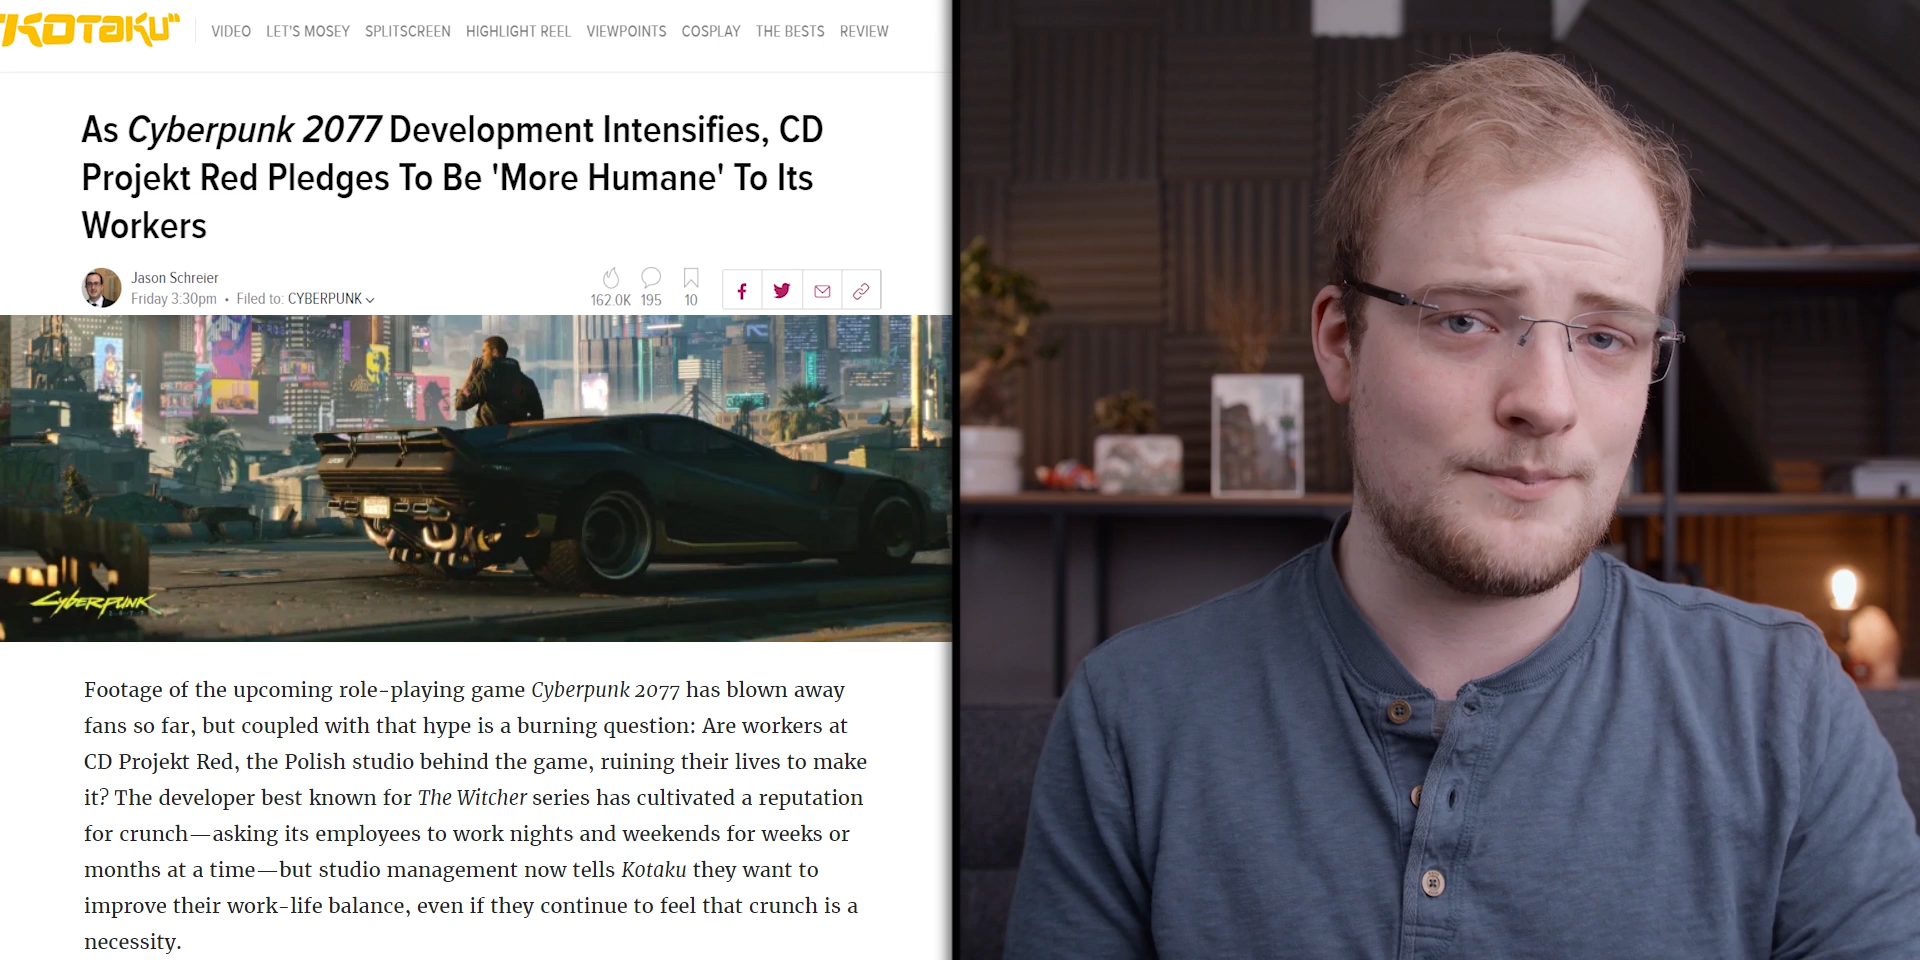 KOTaKU
VIDEO LET'S MOSEY SPLITSCREEN HIGHLIGHT REEL VIEWPOINTS COSPLAY THE BESTS REVIEW
As Cyberpunk 2077 Development Intensifies, CD
Projekt Red Pledges To Be 'More Humane' To Its
Workers
Jason Schreier
Friday 3:30pm • Filed to: CYBERPUNK
162.0K 195 10
CYBERPUNK
Footage of the upcoming role-playing game Cyberpunk 2077 has blown away
fans so far, but coupled with that hype is a burning question: Are workers at
CD Projekt Red, the Polish studio behind the game, ruining their lives to make
it? The developer best known for The Witcher series has cultivated a reputation
for crunch—asking its employees to work nights and weekends for weeks or
months at a time—but studio management now tells Kotaku they want to
improve their work-life balance, even if they continue to feel that crunch is a
necessity.